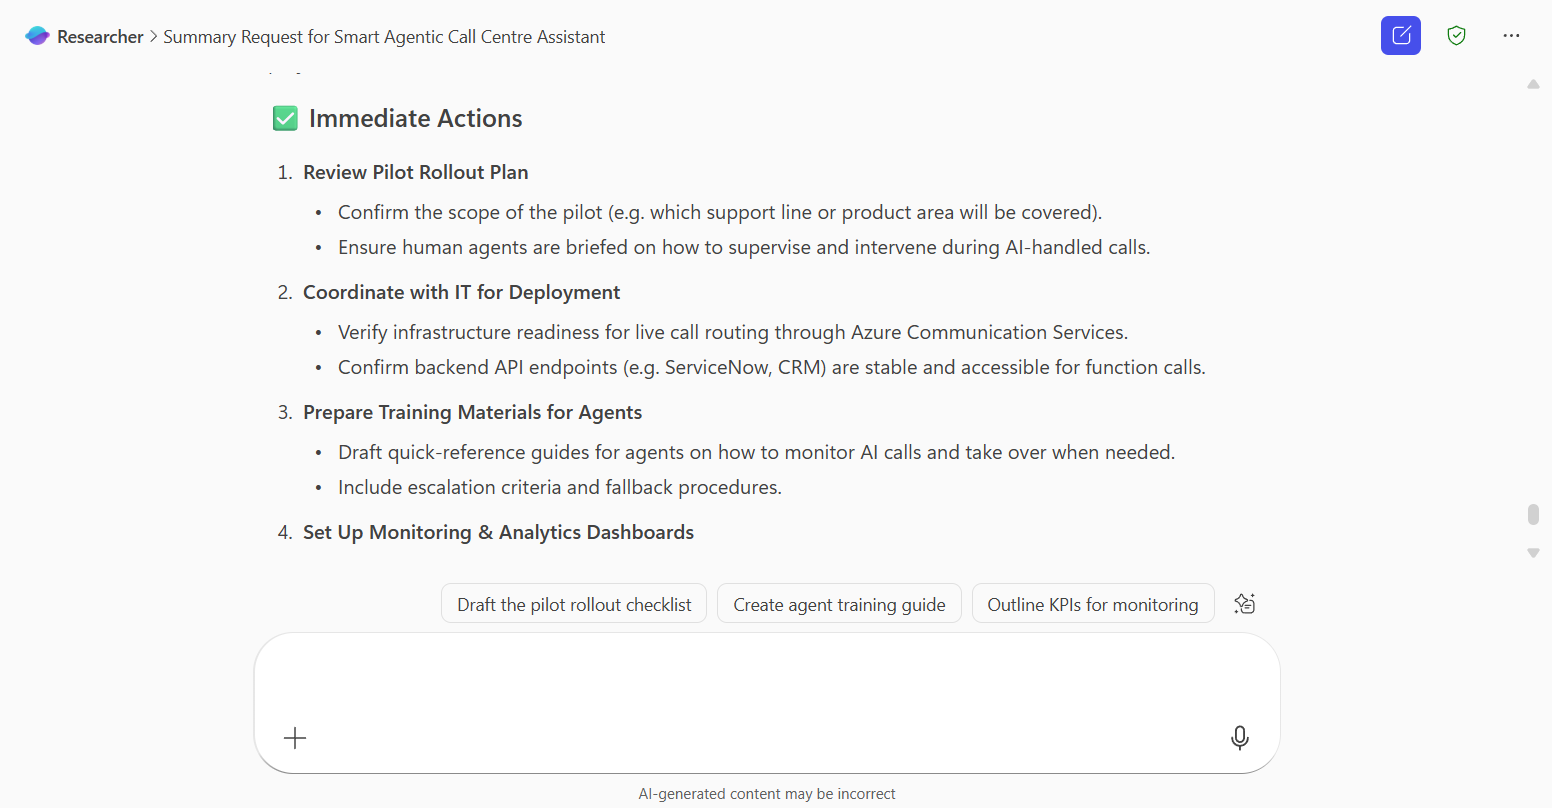 Researcher > Summary Request for Smart Agentic Call Centre Assistant
✅ Immediate Actions
1. Review Pilot Rollout Plan
• Confirm the scope of the pilot (e.g. which support line or product area will be covered).
• Ensure human agents are briefed on how to supervise and intervene during AI-handled calls.
2. Coordinate with IT for Deployment
• Verify infrastructure readiness for live call routing through Azure Communication Services.
• Confirm backend API endpoints (e.g. ServiceNow, CRM) are stable and accessible for function calls.
3. Prepare Training Materials for Agents
• Draft quick-reference guides for agents on how to monitor AI calls and take over when needed.
• Include escalation criteria and fallback procedures.
4. Set Up Monitoring & Analytics Dashboards
Draft the pilot rollout checklist
Create agent training guide
Outline KPIs for monitoring
AI-generated content may be incorrect